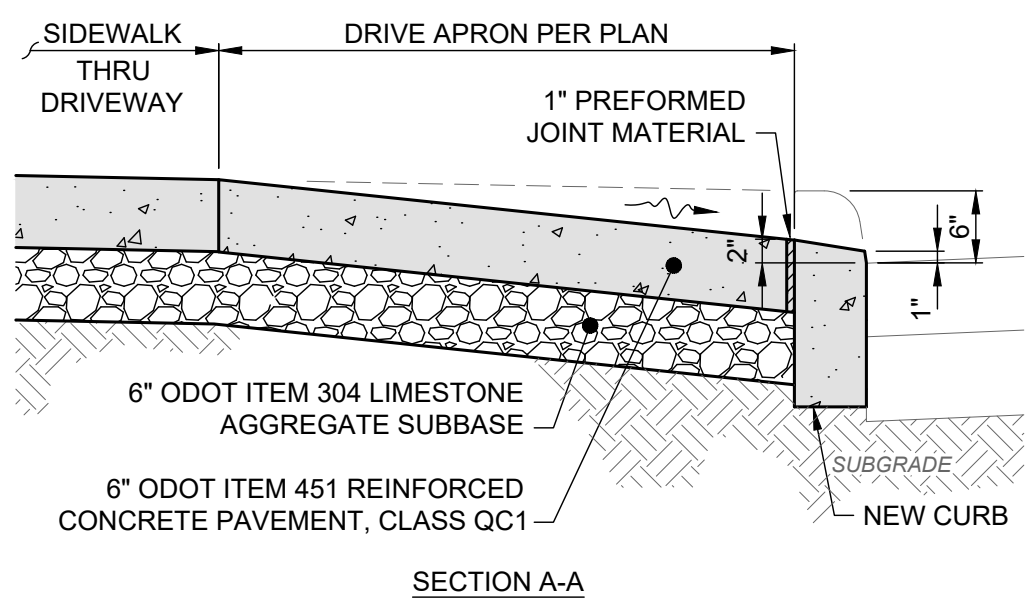 SIDEWALK
THRU
DRIVEWAY
DRIVE APRON PER PLAN
1" PREFORMED
JOINT MATERIAL
2"
6"
1"
6" ODOT ITEM 304 LIMESTONE
AGGREGATE SUBBASE
6" ODOT ITEM 451 REINFORCED
CONCRETE PAVEMENT, CLASS QC1
SUBGRADE
NEW CURB
SECTION A-A